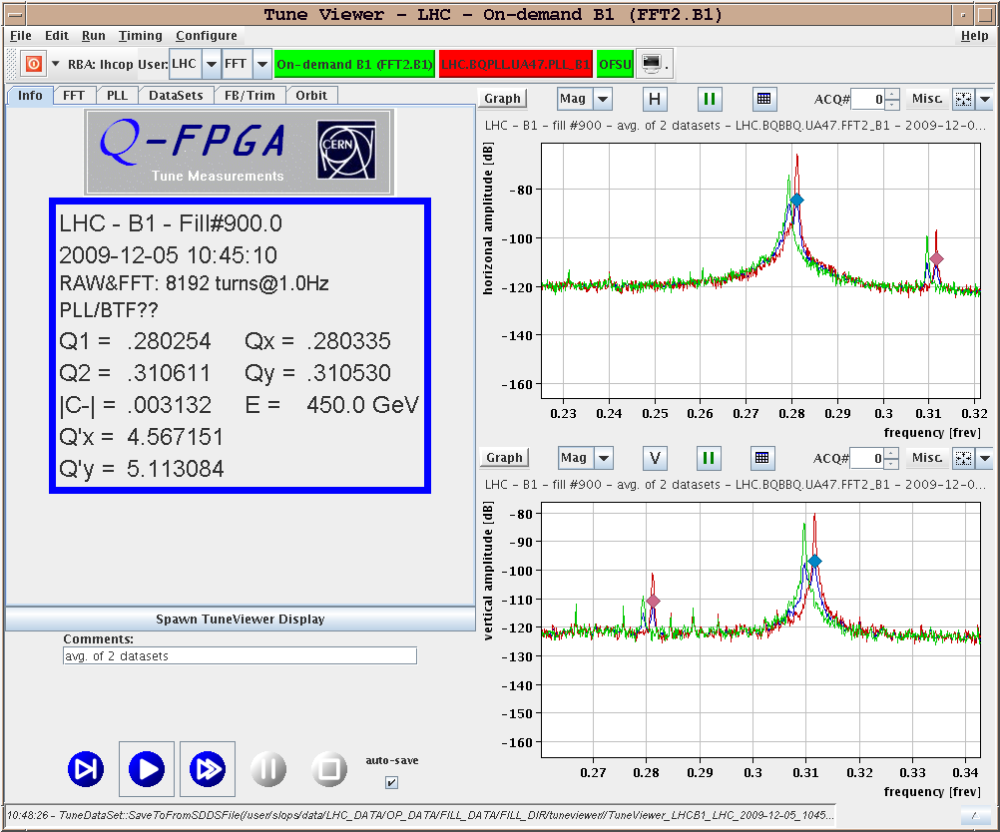 Tune Viewer - LHC - On-demand B1 (FFT2.B1)
File Edit Run Timing Configure Help
RBA: lhcop User: LHC FFT On-demand B1 (FFT2.B1) LHC.BQPLL.UA47.PLL_B1 OFSU
Info FFT PLL DataSets FB/Trim Orbit
Q-FPGA
Tune Measurements
CERN
LHC - B1 - Fill#900.0
2009-12-05 10:45:10
RAW&FFT: 8192 turns@1.0Hz
PLL/BTF??
Q1 = .280254 Qx = .280335
Q2 = .310611 Qy = .310530
|C-| = .003132 E = 450.0 GeV
Q'x = 4.567151
Q'y = 5.113084
Spawn TuneViewer Display
Comments:
avg. of 2 datasets
auto-save
Graph Mag H ACQ# 0 Misc.
LHC - B1 - fill #900 - avg. of 2 datasets - LHC.BQBBQ.UA47.FFT2_B1 - 2009-12-0...
horizonal amplitude [dB]
-80
-100
-120
-140
-160
0.23 0.24 0.25 0.26 0.27 0.28 0.29 0.3 0.31 0.32
frequency [frev]
Graph Mag V ACQ# 0 Misc.
LHC - B1 - fill #900 - avg. of 2 datasets - LHC.BQBBQ.UA47.FFT2_B1 - 2009-12-0...
vertical amplitude [dB]
-80
-90
-100
-110
-120
-130
-140
-150
-160
0.27 0.28 0.29 0.3 0.31 0.32 0.33 0.34
frequency [frev]
10:48:26 - TuneDataSet::SaveToFromSDDSFile(/user/slops/data/LHC_DATA/OP_DATA/FILL_DATA/FILL_DIR/tuneviewer//TuneViewer_LHCB1_LHC_2009-12-05_1045...